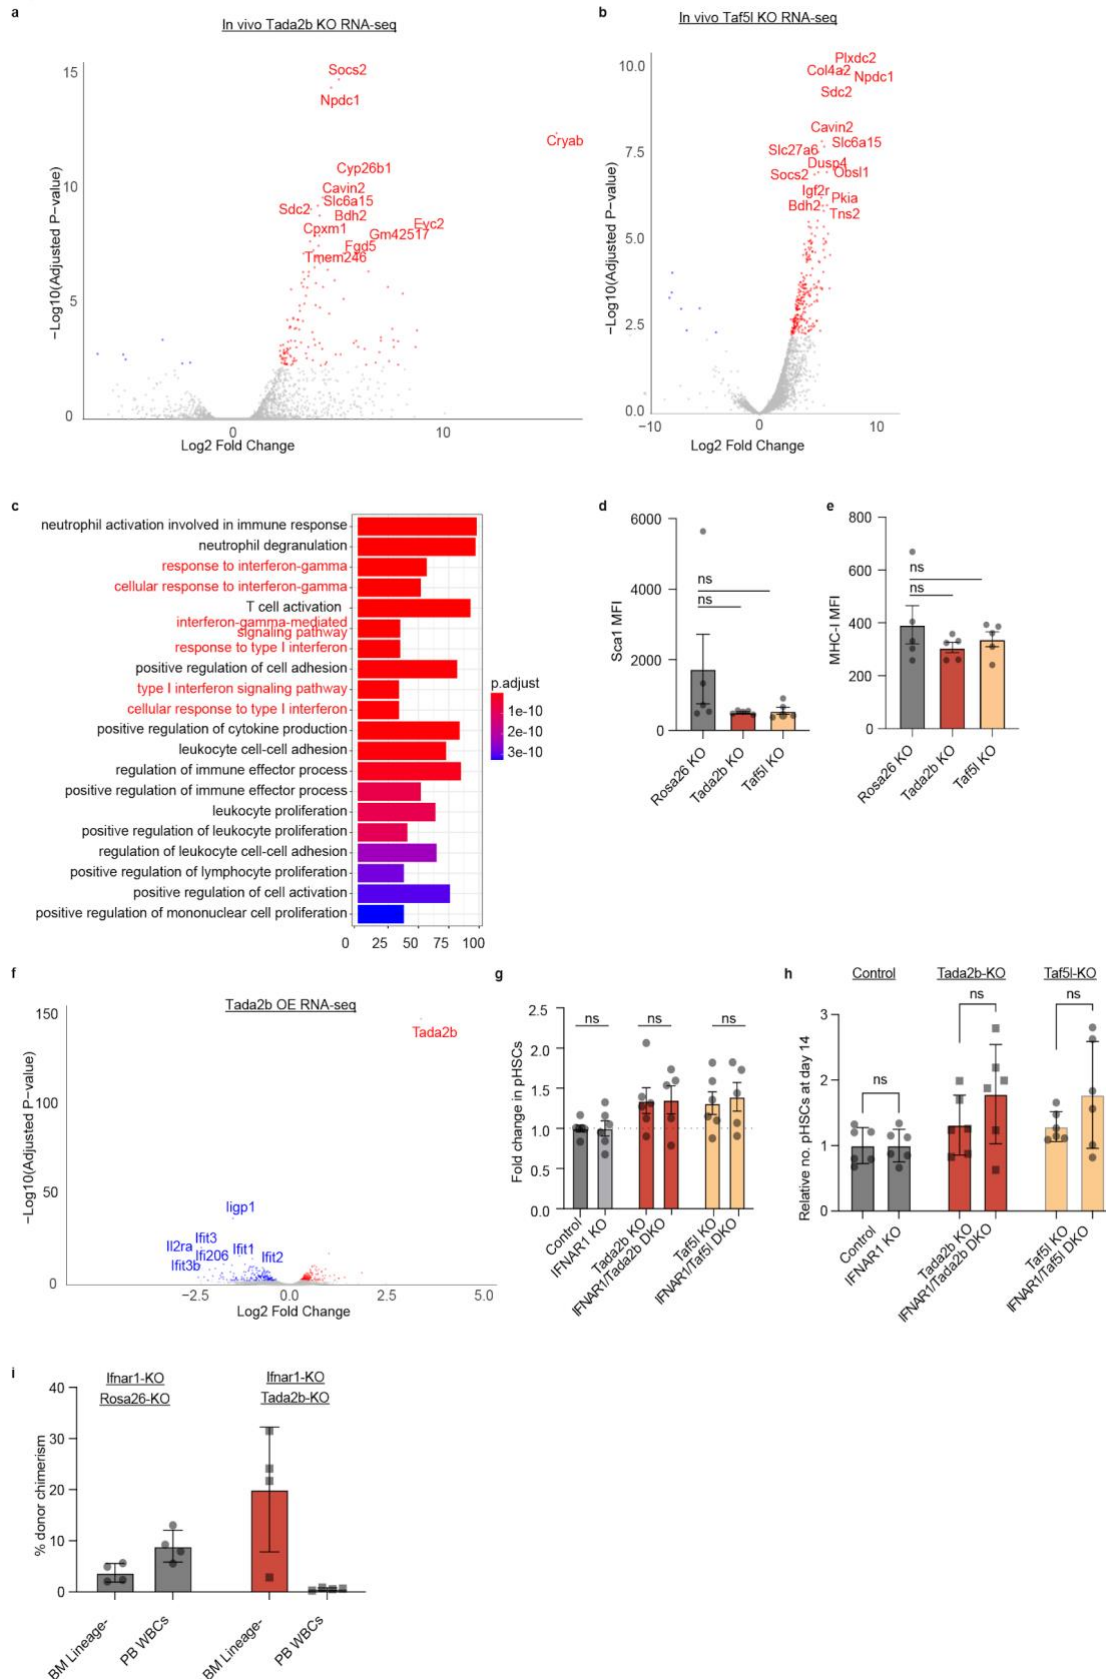 a
In vivo Tada2b KO RNA-seq
15
10
5
0
−Log10(Adjusted P−value)
Socs2
Npdc1
Cryab
Cyp26b1
Cavin2
Slc6a15
Sdc2
Bdh2
Evc2
Cpxm1
Gm42517
Fgd5
Tmem246
0
10
Log2 Fold Change
b
In vivo Taf5l KO RNA-seq
10.0
7.5
5.0
2.5
0.0
−Log10(Adjusted P−value)
Plxdc2
Col4a2
Npdc1
Sdc2
Cavin2
Slc6a15
Slc27a6
Dusp4
Obsl1
Socs2
Igf2r
Pkia
Bdh2
Tns2
−10
0
10
Log2 Fold Change
c
neutrophil activation involved in immune response
neutrophil degranulation
response to interferon-gamma
cellular response to interferon-gamma
T cell activation
interferon-gamma-mediated
signaling pathway
response to type I interferon
positive regulation of cell adhesion
type I interferon signaling pathway
cellular response to type I interferon
positive regulation of cytokine production
leukocyte cell-cell adhesion
regulation of immune effector process
positive regulation of immune effector process
leukocyte proliferation
positive regulation of leukocyte proliferation
regulation of leukocyte cell-cell adhesion
positive regulation of lymphocyte proliferation
positive regulation of cell activation
positive regulation of mononuclear cell proliferation
0 25 50 75 100
p.adjust
1e-10
2e-10
3e-10
d
6000
4000
2000
0
Sca1 MFI
ns
ns
Rosa26 KO
Tada2b KO
Taf5l KO
e
800
600
400
200
0
MHC-I MFI
ns
ns
Rosa26 KO
Tada2b KO
Taf5l KO
f
Tada2b OE RNA-seq
150
100
50
0
−Log10(Adjusted P−value)
Tada2b
Iigp1
Ifit3
Il2ra
Ifit1
Ifi206
Ifit2
Ifit3b
−2.5
0.0
2.5
5.0
Log2 Fold Change
g
2.5
2.0
1.5
1.0
0.5
0.0
Fold change in pHSCs
ns
ns
ns
Control
IFNAR1 KO
Tada2b KO
IFNAR1/Tada2b DKO
Taf5l KO
IFNAR1/Taf5l DKO
h
Control
Tada2b-KO
Taf5l-KO
3
2
1
0
Relative no. pHSCs at day 14
ns
ns
ns
Control
IFNAR1 KO
Tada2b KO
IFNAR1/Tada2b DKO
Taf5l KO
IFNAR1/Taf5l DKO
i
Ifnar1-KO
Rosa26-KO
Ifnar1-KO
Tada2b-KO
40
30
20
10
0
% donor chimerism
BM Lineage-
PB WBCs
BM Lineage-
PB WBCs